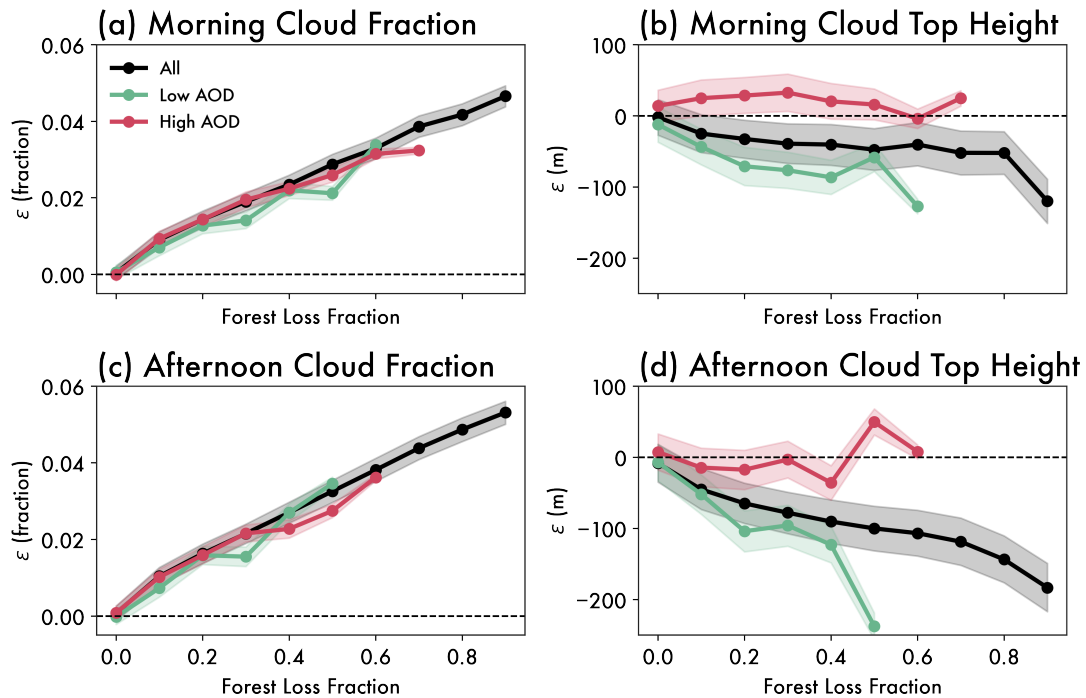 (a) Morning Cloud Fraction
0.06
0.04
0.02
0.00
ε (fraction)
All
Low AOD
High AOD
Forest Loss Fraction
(b) Morning Cloud Top Height
100
0
−100
−200
ε (m)
Forest Loss Fraction
(c) Afternoon Cloud Fraction
0.06
0.04
0.02
0.00
ε (fraction)
0.0 0.2 0.4 0.6 0.8
Forest Loss Fraction
(d) Afternoon Cloud Top Height
100
0
−100
−200
ε (m)
0.0 0.2 0.4 0.6 0.8
Forest Loss Fraction